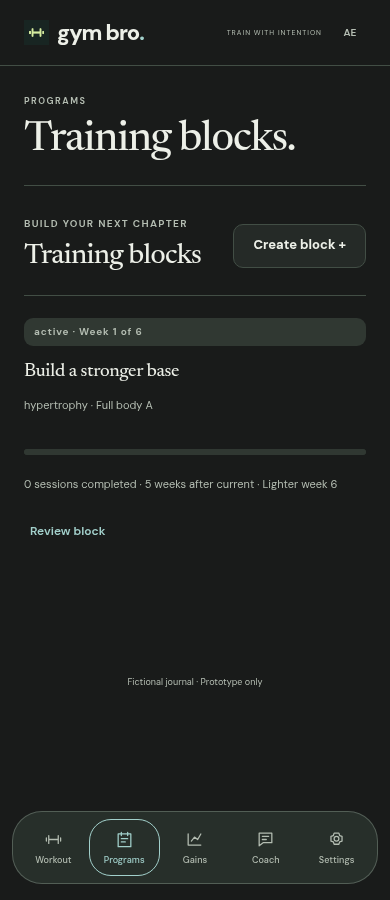 gym bro.
TRAIN WITH INTENTION
AE
PROGRAMS
Training blocks.
BUILD YOUR NEXT CHAPTER
Training blocks
Create block +
active · Week 1 of 6
Build a stronger base
hypertrophy · Full body A
0 sessions completed · 5 weeks after current · Lighter week 6
Review block
Fictional journal · Prototype only
Workout
Programs
Gains
Coach
Settings